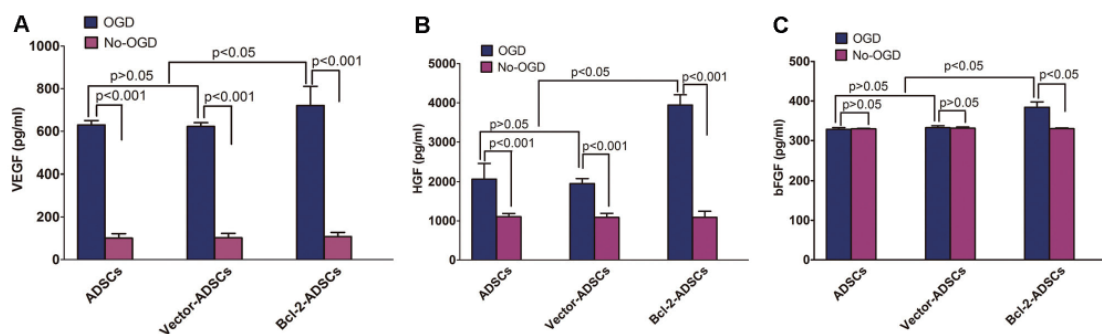 A
OGD
No-OGD
VEGF (pg/ml)
1000
800
600
400
200
0
p<0.05
p>0.05
p<0.001
p<0.001
p<0.001
ADSCs
Vector-ADSCs
Bcl-2-ADSCs
B
OGD
No-OGD
HGF (pg/ml)
5000
4000
3000
2000
1000
0
p<0.05
p<0.001
p>0.05
p<0.001
p<0.001
ADSCs
Vector-ADSCs
Bcl-2-ADSCs
C
OGD
No-OGD
bFGF (pg/ml)
500
400
300
200
100
0
p<0.05
p<0.05
p>0.05
p>0.05
p>0.05
ADSCs
Vector-ADSCs
Bcl-2-ADSCs